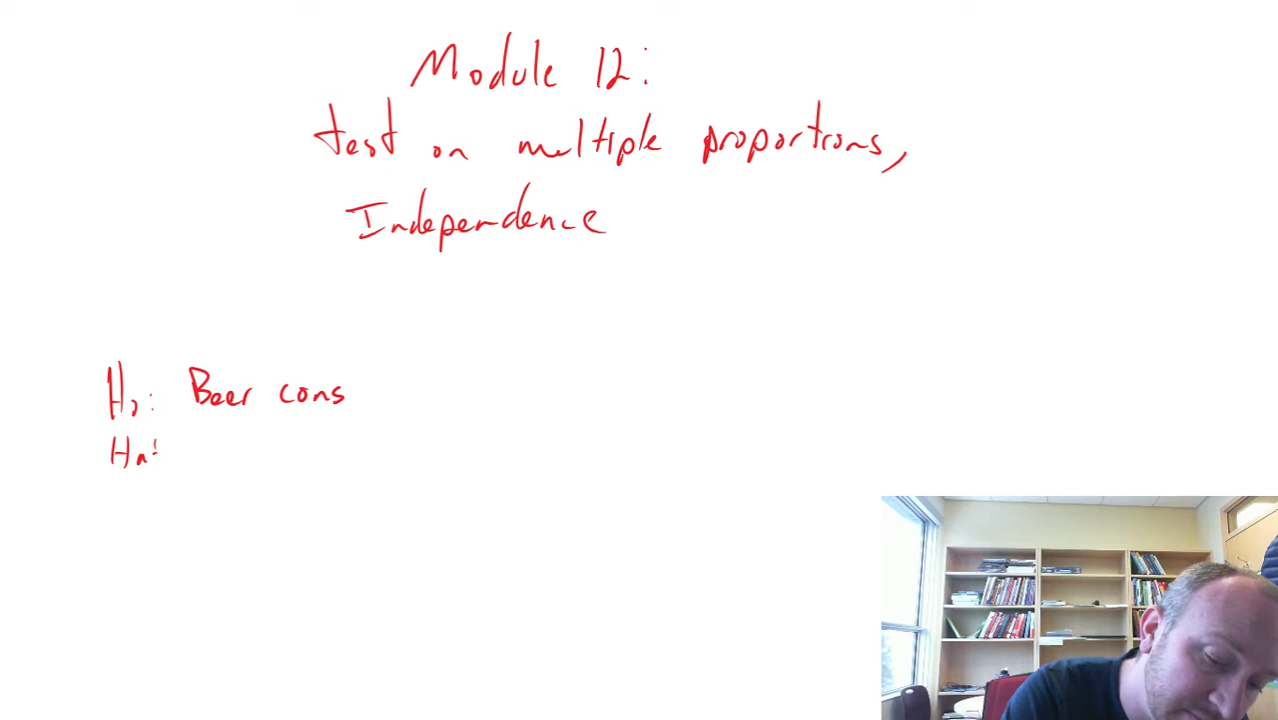 Module 12:
test on multiple proportions,
Independence
H0: Beer cons
Ha: